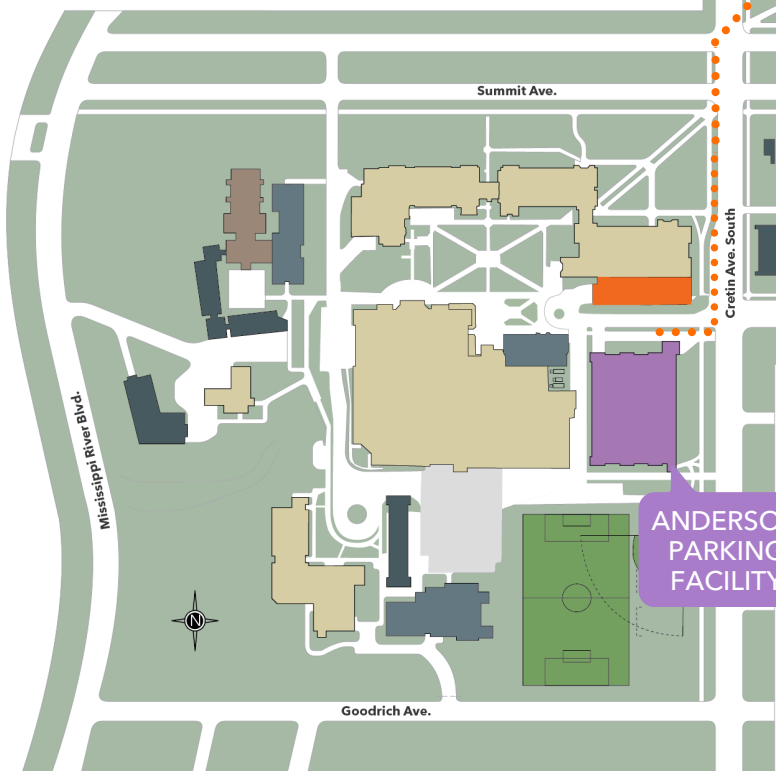 Summit Ave.
Cretin Ave. South
Mississippi River Blvd.
ANDERSO
PARKING
FACILITY
N
Goodrich Ave.